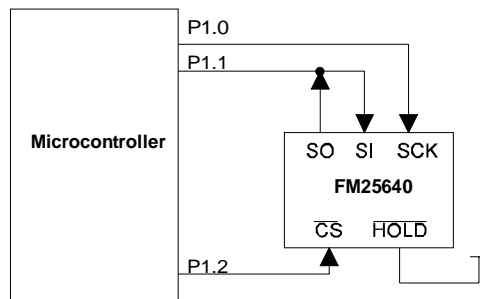 P1.0
P1.1
Microcontroller
SO SI SCK
FM25640
CS HOLD
P1.2